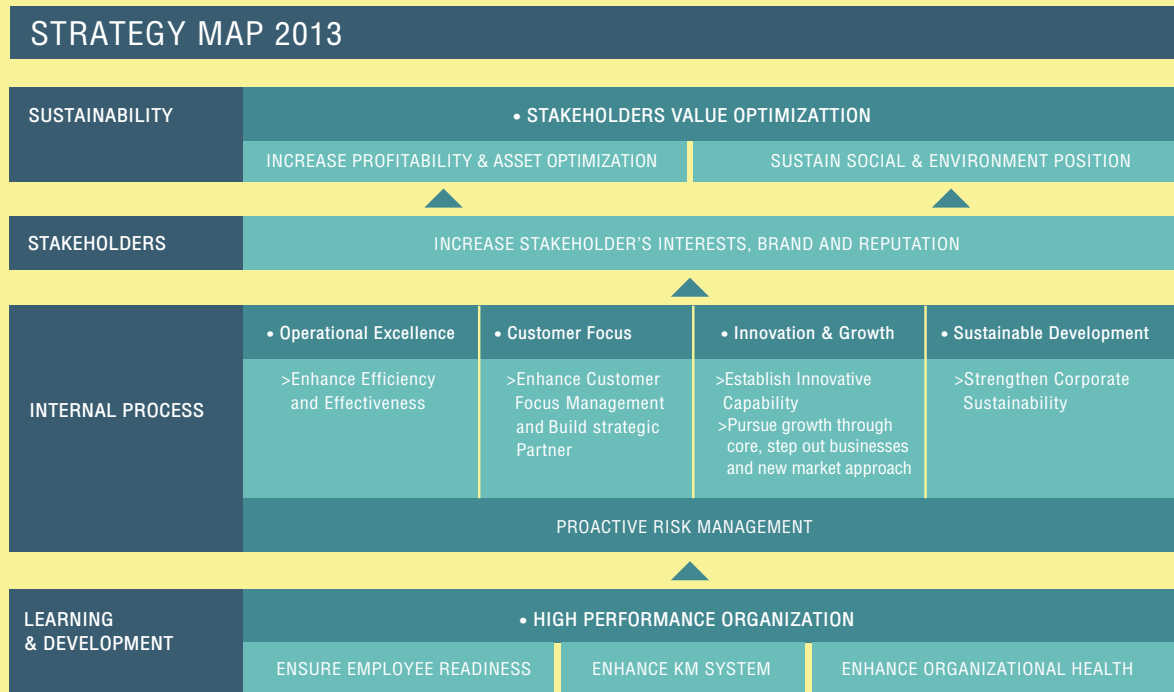 STRATEGY MAP 2013
SUSTAINABILITY
• STAKEHOLDERS VALUE OPTIMIZATTION
INCREASE PROFITABILITY & ASSET OPTIMIZATION
SUSTAIN SOCIAL & ENVIRONMENT POSITION
STAKEHOLDERS
INCREASE STAKEHOLDER'S INTERESTS, BRAND AND REPUTATION
INTERNAL PROCESS
• Operational Excellence
>Enhance Efficiency
and Effectiveness
• Customer Focus
>Enhance Customer
Focus Management
and Build strategic
Partner
• Innovation & Growth
>Establish Innovative
Capability
>Pursue growth through
core, step out businesses
and new market approach
• Sustainable Development
>Strengthen Corporate
Sustainability
PROACTIVE RISK MANAGEMENT
LEARNING
& DEVELOPMENT
• HIGH PERFORMANCE ORGANIZATION
ENSURE EMPLOYEE READINESS
ENHANCE KM SYSTEM
ENHANCE ORGANIZATIONAL HEALTH